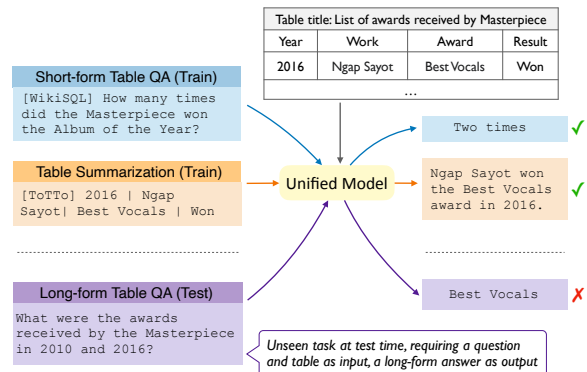 Table title: List of awards received by Masterpiece
Year Work Award Result
2016 Ngap Sayot Best Vocals Won
...
Short-form Table QA (Train)
[WikiSQL] How many times
did the Masterpiece won
the Album of the Year?
Table Summarization (Train)
[ToTTo] 2016 | Ngap
Sayot| Best Vocals | Won
Unified Model
Two times
Ngap Sayot won
the Best Vocals
award in 2016.
Long-form Table QA (Test)
What were the awards
received by the Masterpiece
in 2010 and 2016?
Best Vocals
Unseen task at test time, requiring a question
and table as input, a long-form answer as output